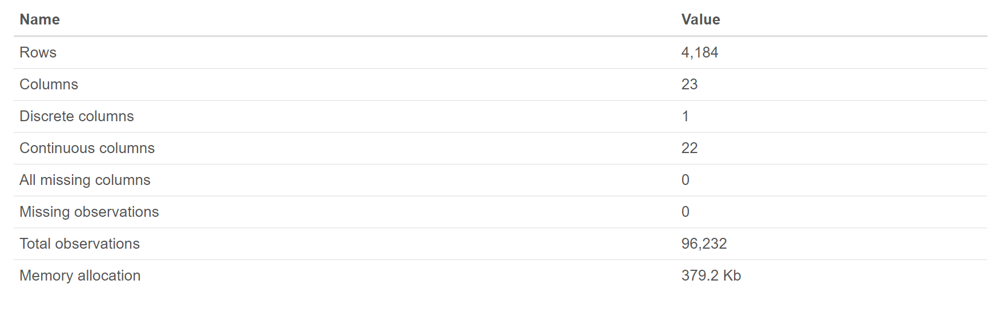 Name Value
Rows 4,184
Columns 23
Discrete columns 1
Continuous columns 22
All missing columns 0
Missing observations 0
Total observations 96,232
Memory allocation 379.2 Kb